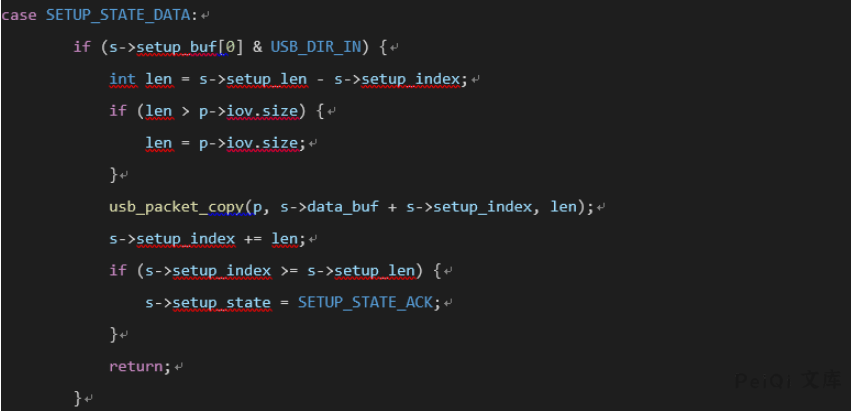 case SETUP_STATE_DATA:↵
        if (s->setup_buf[0] & USB_DIR_IN) {↵
            int len = s->setup_len - s->setup_index;↵
            if (len > p->iov.size) {↵
                len = p->iov.size;↵
            }↵
            usb_packet_copy(p, s->data_buf + s->setup_index, len);↵
            s->setup_index += len;↵
            if (s->setup_index >= s->setup_len) {↵
                s->setup_state = SETUP_STATE_ACK;↵
            }↵
            return;↵
        }↵
PeiQi 文库